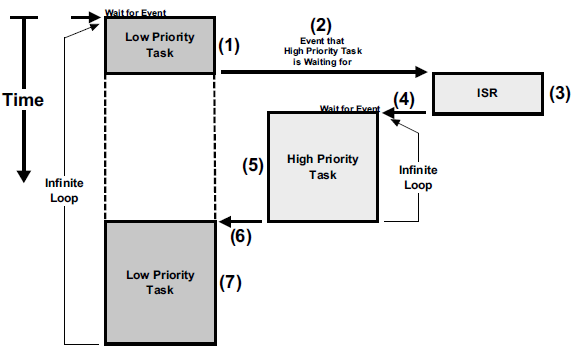 Wait for Event
Low Priority
Task
(1)
(2)
Event that
High Priority Task
is Waiting for
ISR
(3)
Time
Wait for Event
(4)
High Priority
Task
(5)
Infinite
Loop
Infinite
Loop
(6)
Low Priority
Task
(7)